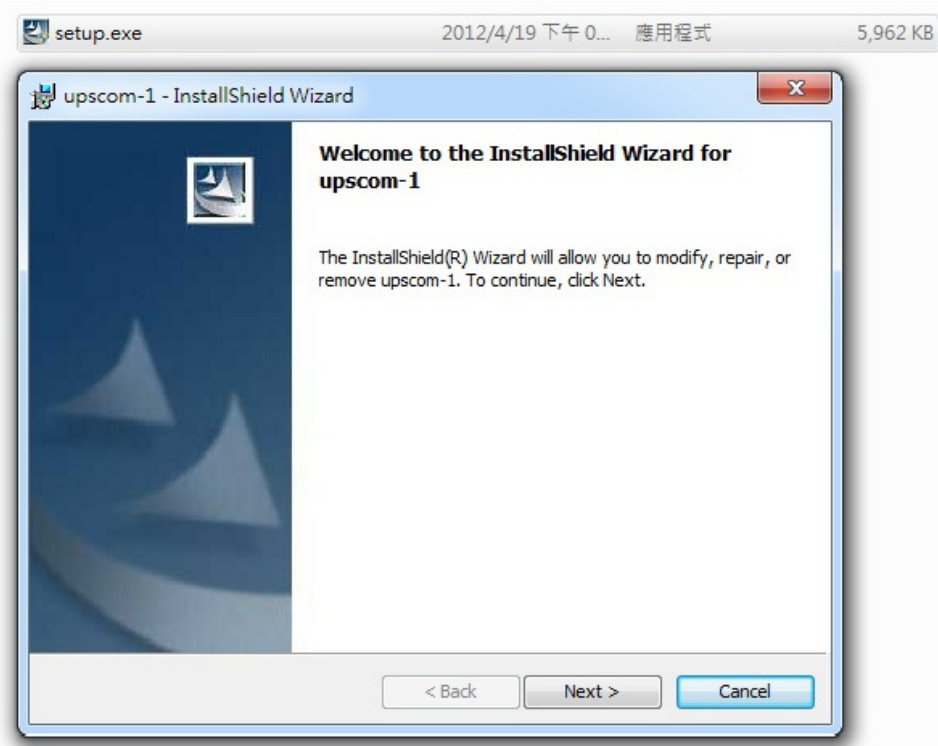 setup.exe 2012/4/19 下午 0... 應用程式 5,962 KB
upscom-1 - InstallShield Wizard
Welcome to the InstallShield Wizard for
upscom-1
The InstallShield(R) Wizard will allow you to modify, repair, or
remove upscom-1. To continue, click Next.
< Back Next > Cancel